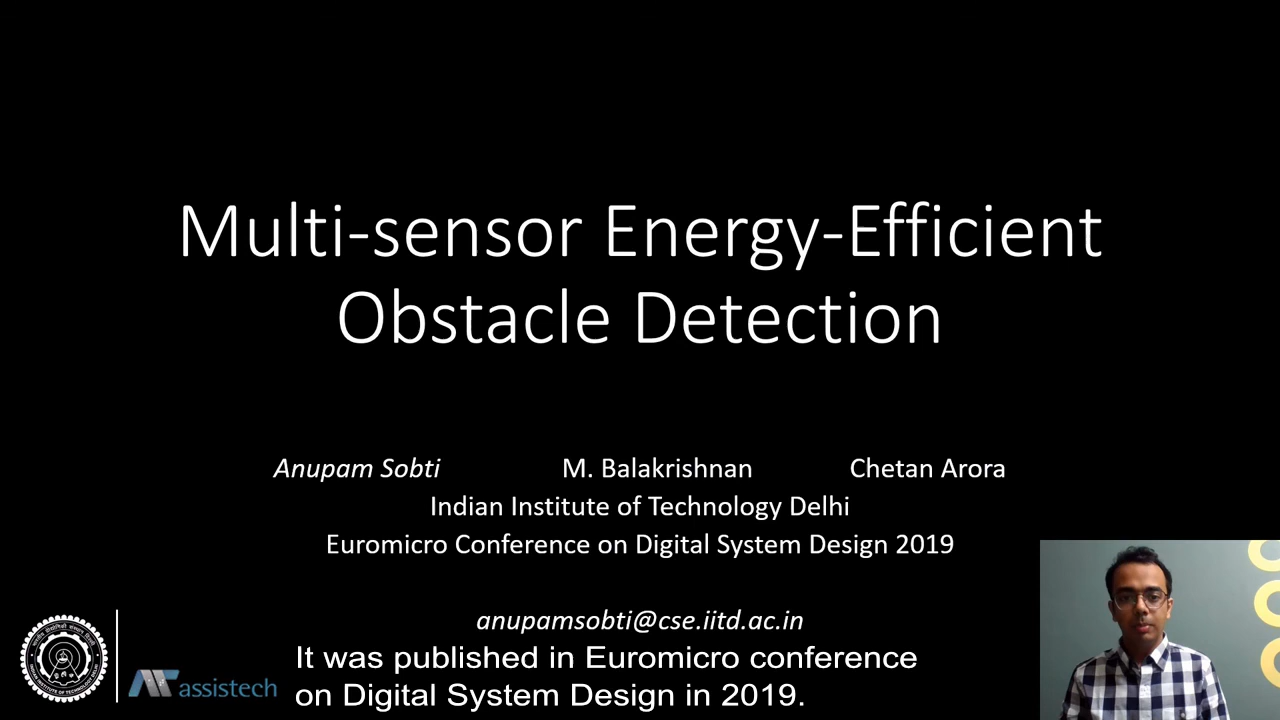 Multi-sensor Energy-Efficient
Obstacle Detection
Anupam Sobti M. Balakrishnan Chetan Arora
Indian Institute of Technology Delhi
Euromicro Conference on Digital System Design 2019
anupamsobti@cse.iitd.ac.in
It was published in Euromicro conference
on Digital System Design in 2019.
assistech